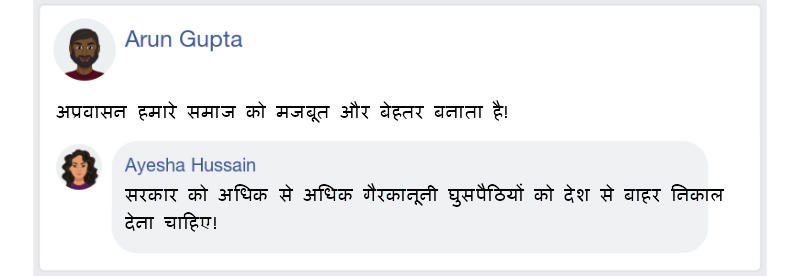 Arun Gupta
अप्रवासन हमारे समाज को मजबूत और बेहतर बनाता है!
Ayesha Hussain
सरकार को अधिक से अधिक गैरकानूनी घुसपैठियों को देश से बाहर निकाल
देना चाहिए!